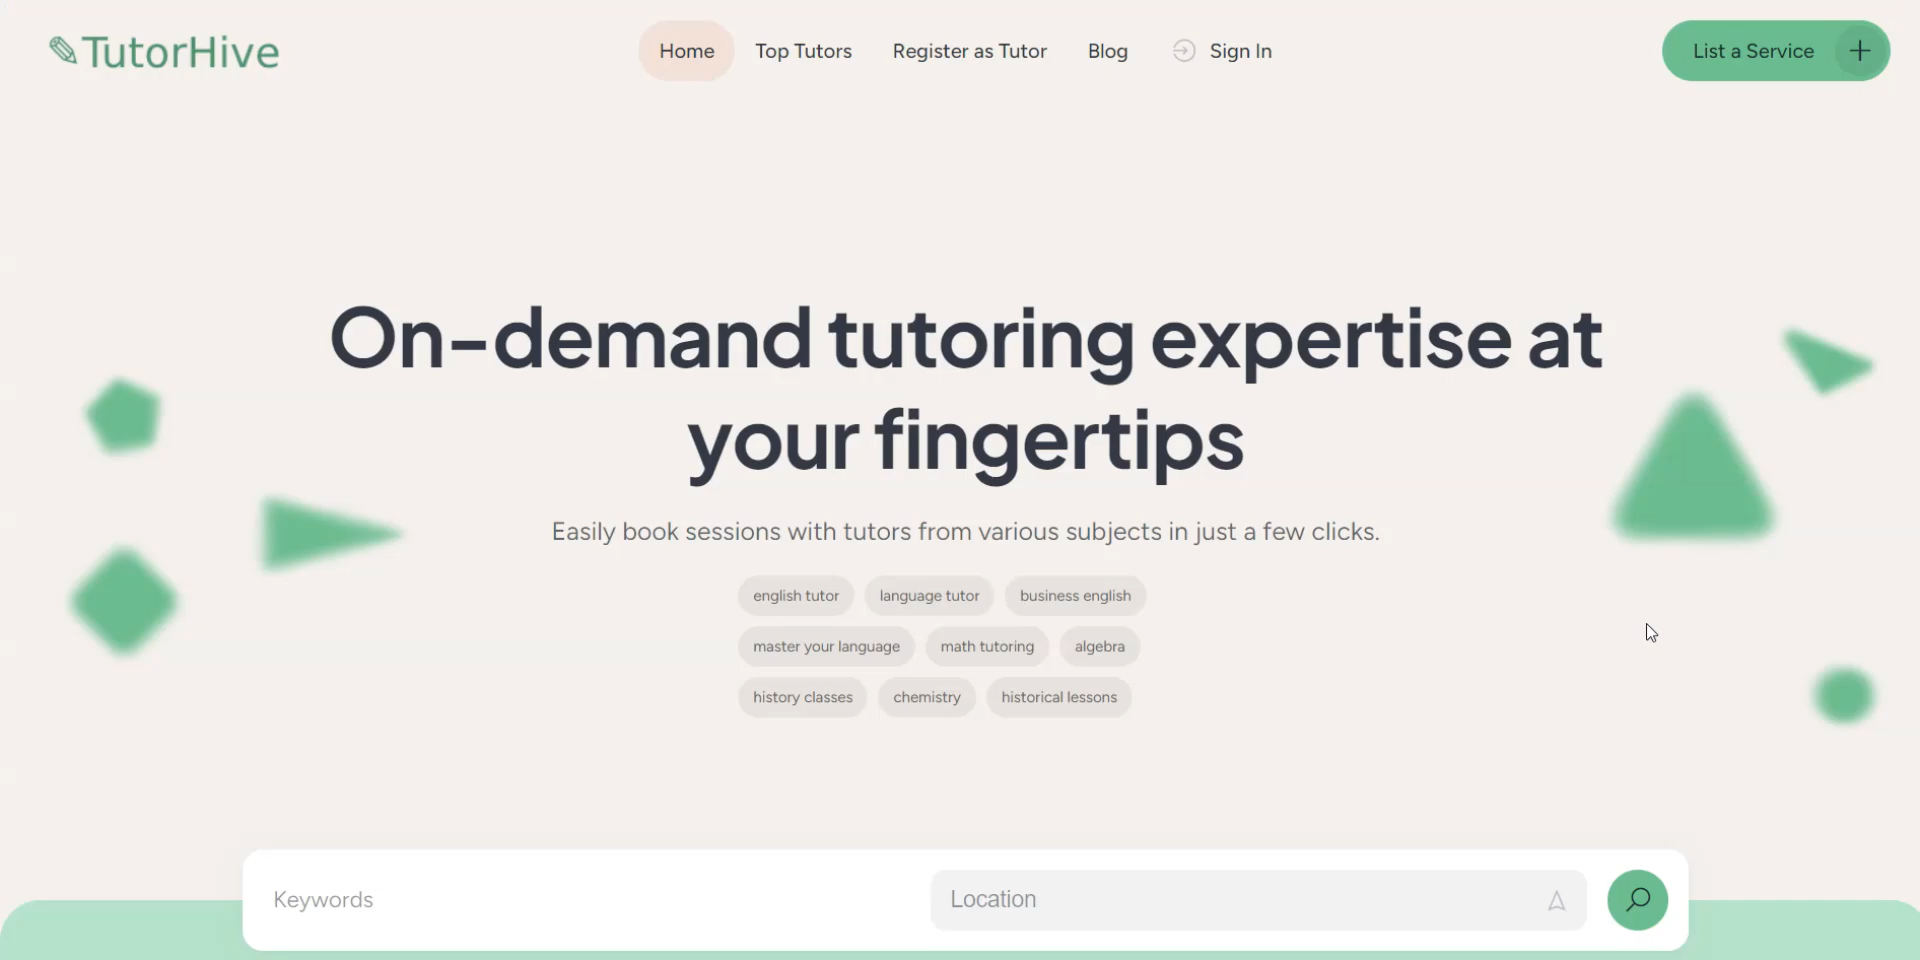 TutorHive
Home
Top Tutors
Register as Tutor
Blog
Sign In
List a Service
On-demand tutoring expertise at
your fingertips
Easily book sessions with tutors from various subjects in just a few clicks.
english tutor
language tutor
business english
master your language
math tutoring
algebra
history classes
chemistry
historical lessons
Keywords
Location